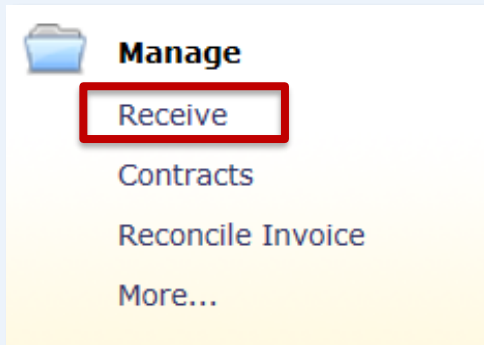 Manage
Receive
Contracts
Reconcile Invoice
More...